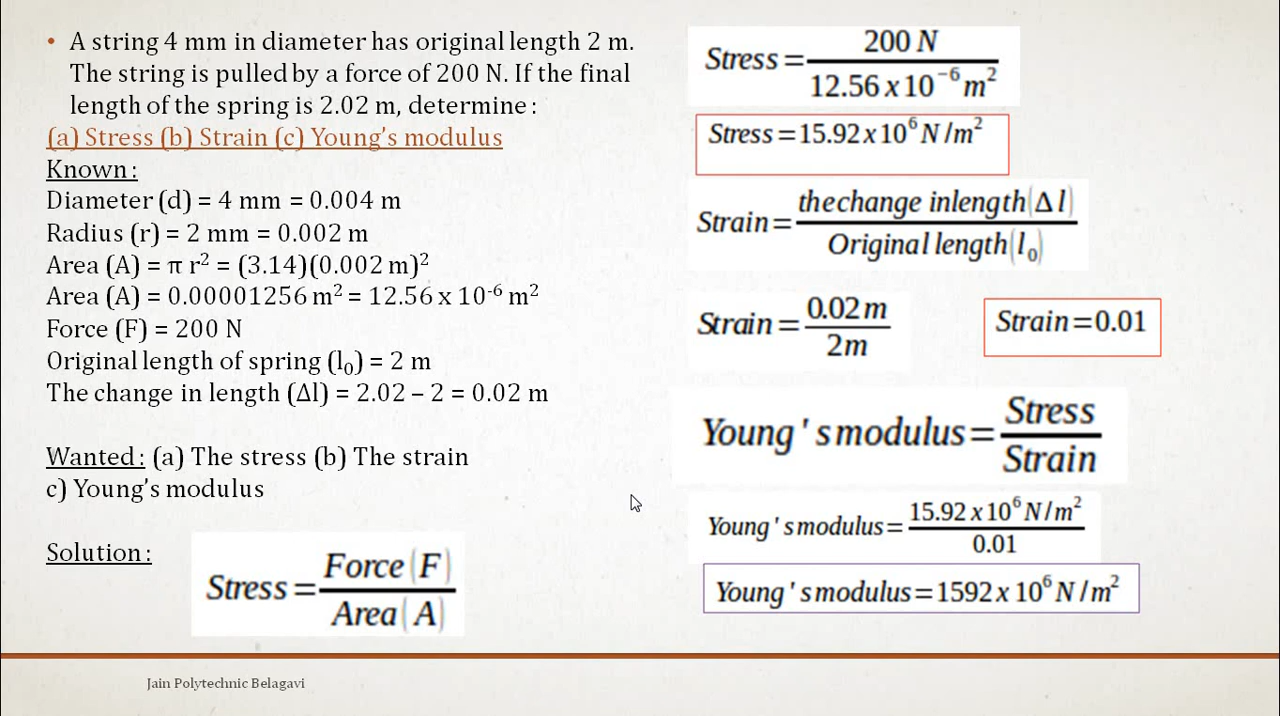 • A string 4 mm in diameter has original length 2 m.
The string is pulled by a force of 200 N. If the final
length of the spring is 2.02 m, determine :
(a) Stress (b) Strain (c) Young's modulus
Known :
Diameter (d) = 4 mm = 0.004 m
Radius (r) = 2 mm = 0.002 m
Area (A) = π r² = (3.14)(0.002 m)²
Area (A) = 0.00001256 m² = 12.56 x 10⁻⁶ m²
Force (F) = 200 N
Original length of spring (l₀) = 2 m
The change in length (Δl) = 2.02 – 2 = 0.02 m
Wanted : (a) The stress (b) The strain
c) Young's modulus
Solution :
Stress = Force (F) / Area (A)
Stress = 200 N / 12.56 x 10⁻⁶ m²
Stress = 15.92 x 10⁶ N / m²
Strain = the change in length (Δ l) / Original length (l₀)
Strain = 0.02 m / 2m
Strain = 0.01
Young ' s modulus = Stress / Strain
Young ' s modulus = 15.92 x 10⁶ N / m² / 0.01
Young ' s modulus = 1592 x 10⁶ N / m²
Jain Polytechnic Belagavi